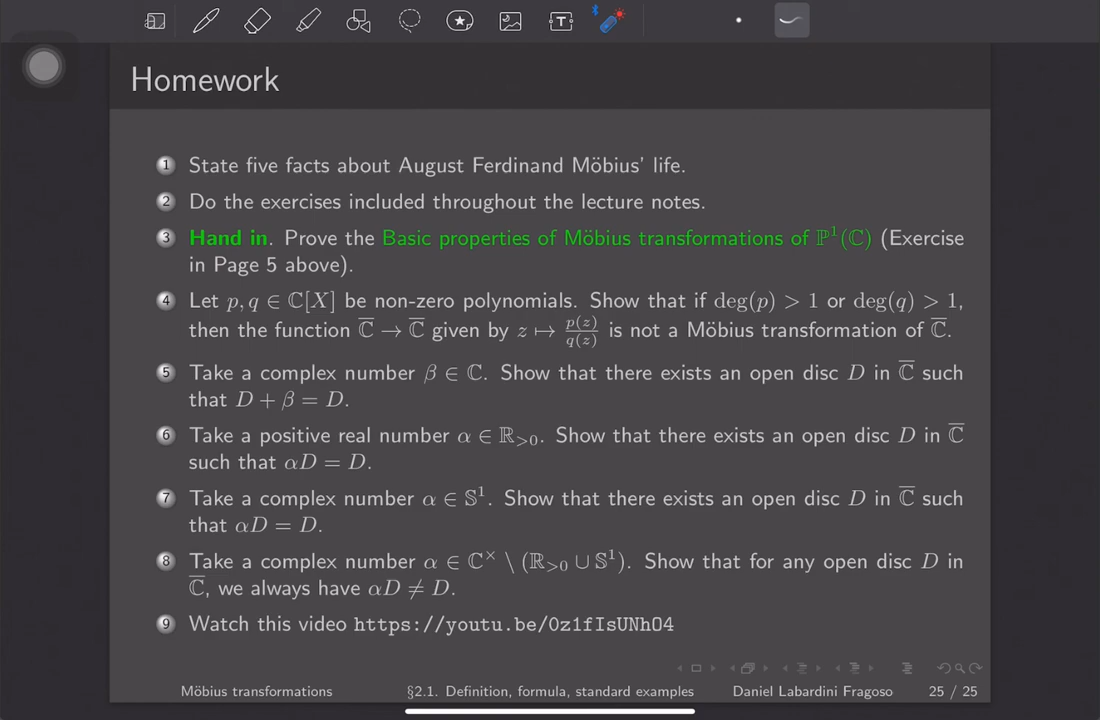 Homework
1 State five facts about August Ferdinand Möbius' life.
2 Do the exercises included throughout the lecture notes.
3 Hand in. Prove the Basic properties of Möbius transformations of ℙ¹(ℂ) (Exercise
in Page 5 above).
4 Let p, q ∈ ℂ[X] be non-zero polynomials. Show that if deg(p) > 1 or deg(q) > 1,
then the function ℂ̅ → ℂ̅ given by z ↦ p(z)/q(z) is not a Möbius transformation of ℂ̅.
5 Take a complex number β ∈ ℂ. Show that there exists an open disc D in ℂ̅ such
that D + β = D.
6 Take a positive real number α ∈ ℝ>0. Show that there exists an open disc D in ℂ̅
such that αD = D.
7 Take a complex number α ∈ 𝕊¹. Show that there exists an open disc D in ℂ̅ such
that αD = D.
8 Take a complex number α ∈ ℂ× \ (ℝ>0 ∪ 𝕊¹). Show that for any open disc D in
ℂ̅, we always have αD ≠ D.
9 Watch this video https://youtu.be/0z1fIsUNhO4
Möbius transformations §2.1. Definition, formula, standard examples Daniel Labardini Fragoso 25 / 25